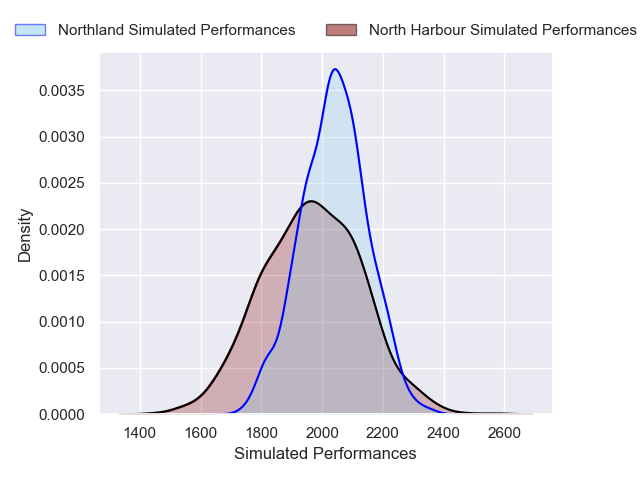 Northland Simulated Performances North Harbour Simulated Performances
0.0035
0.0030
0.0025
0.0020
0.0015
0.0010
0.0005
0.0000
Density
1400 1600 1800 2000 2200 2400 2600
Simulated Performances